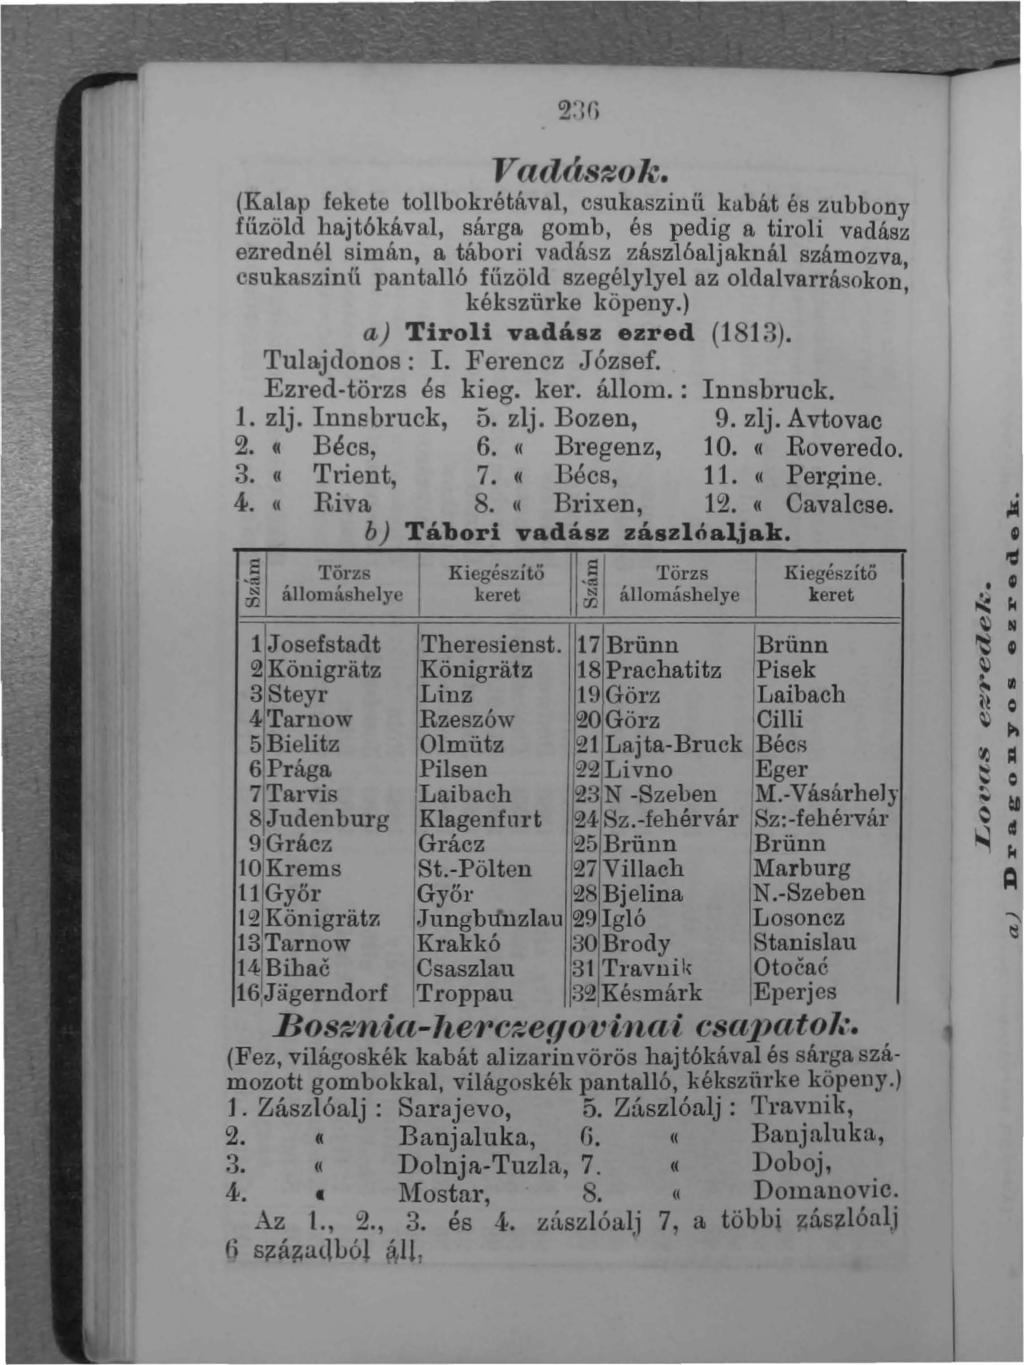 236
Vadászok.
(Kalap fekete tollbokrétával, csukaszinű kabát és zubbony
fűzöld hajtókával, sárga gomb, és pedig a tiroli vadász
ezrednél simán, a tábori vadász zászlóaljaknál számozva,
csukaszinű pantalló fűzöld szegélylyel az oldalvarrásokon,
kékszürke köpeny.)
a) Tiroli vadász ezred (1813).
Tulajdonos: I. Ferencz József.
Ezred-törzs és kieg. ker. állom.: Innsbruck.
1. zlj. Innsbruck, 5. zlj. Bozen, 9. zlj. Avtovac
2. « Bécs, 6. « Bregenz, 10. « Roveredo.
3. « Trient, 7. « Bécs, 11. « Pergine.
4. « Riva 8. « Brixen, 12. « Cavalcse.
b) Tábori vadász zászlóaljak.
Szám Törzs állomáshelye Kiegészítő keret Szám Törzs állomáshelye Kiegészítő keret
1 Josefstadt Theresienst. 17 Brünn Brünn
2 Königrätz Königrätz 18 Prachatitz Pisek
3 Steyr Linz 19 Görz Laibach
4 Tarnow Rzeszów 20 Görz Cilli
5 Bielitz Olmütz 21 Lajta-Bruck Bécs
6 Prága Pilsen 22 Livno Eger
7 Tarvis Laibach 23 N -Szeben M.-Vásárhely
8 Judenburg Klagenfurt 24 Sz.-fehérvár Sz:-fehérvár
9 Grácz Grácz 25 Brünn Brünn
10 Krems St.-Pölten 27 Villach Marburg
11 Győr Győr 28 Bjelina N.-Szeben
12 Königrätz Jungbunzlau 29 Igló Losoncz
13 Tarnow Krakkó 30 Brody Stanislau
14 Bihač Csaszlau 31 Travnik Otočać
16 Jägerndorf Troppau 32 Késmárk Eperjes
Bosznia-herczegovinai csapatok.
(Fez, világoskék kabát alizarinvörös hajtókával és sárga szá-
mozott gombokkal, világoskék pantalló, kékszürke köpeny.)
1. Zászlóalj: Sarajevo, 5. Zászlóalj: Travnik,
2. « Banjaluka, 6. « Banjaluka,
3. « Dolnja-Tuzla, 7. « Doboj,
4. « Mostar, 8. « Domanovic.
Az 1., 2., 3. és 4. zászlóalj 7, a többi zászlóalj
6 századból áll.
Lovas ezredek.
a) Dragonyos ezredek.